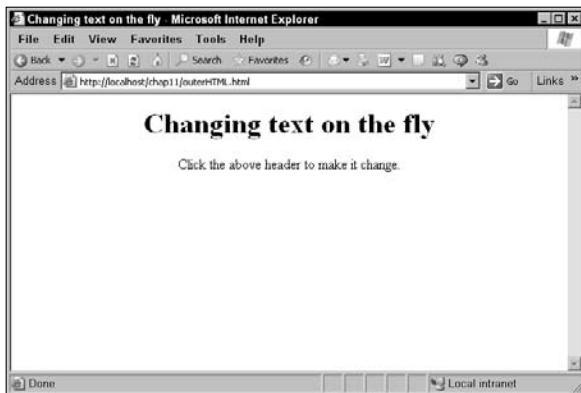 Changing text on the fly - Microsoft Internet Explorer
File Edit View Favorites Tools Help
Back Search Favorites
Address http://localhost/chap11/outerHTML.html Go Links »
Changing text on the fly
Click the above header to make it change.
Done Local intranet